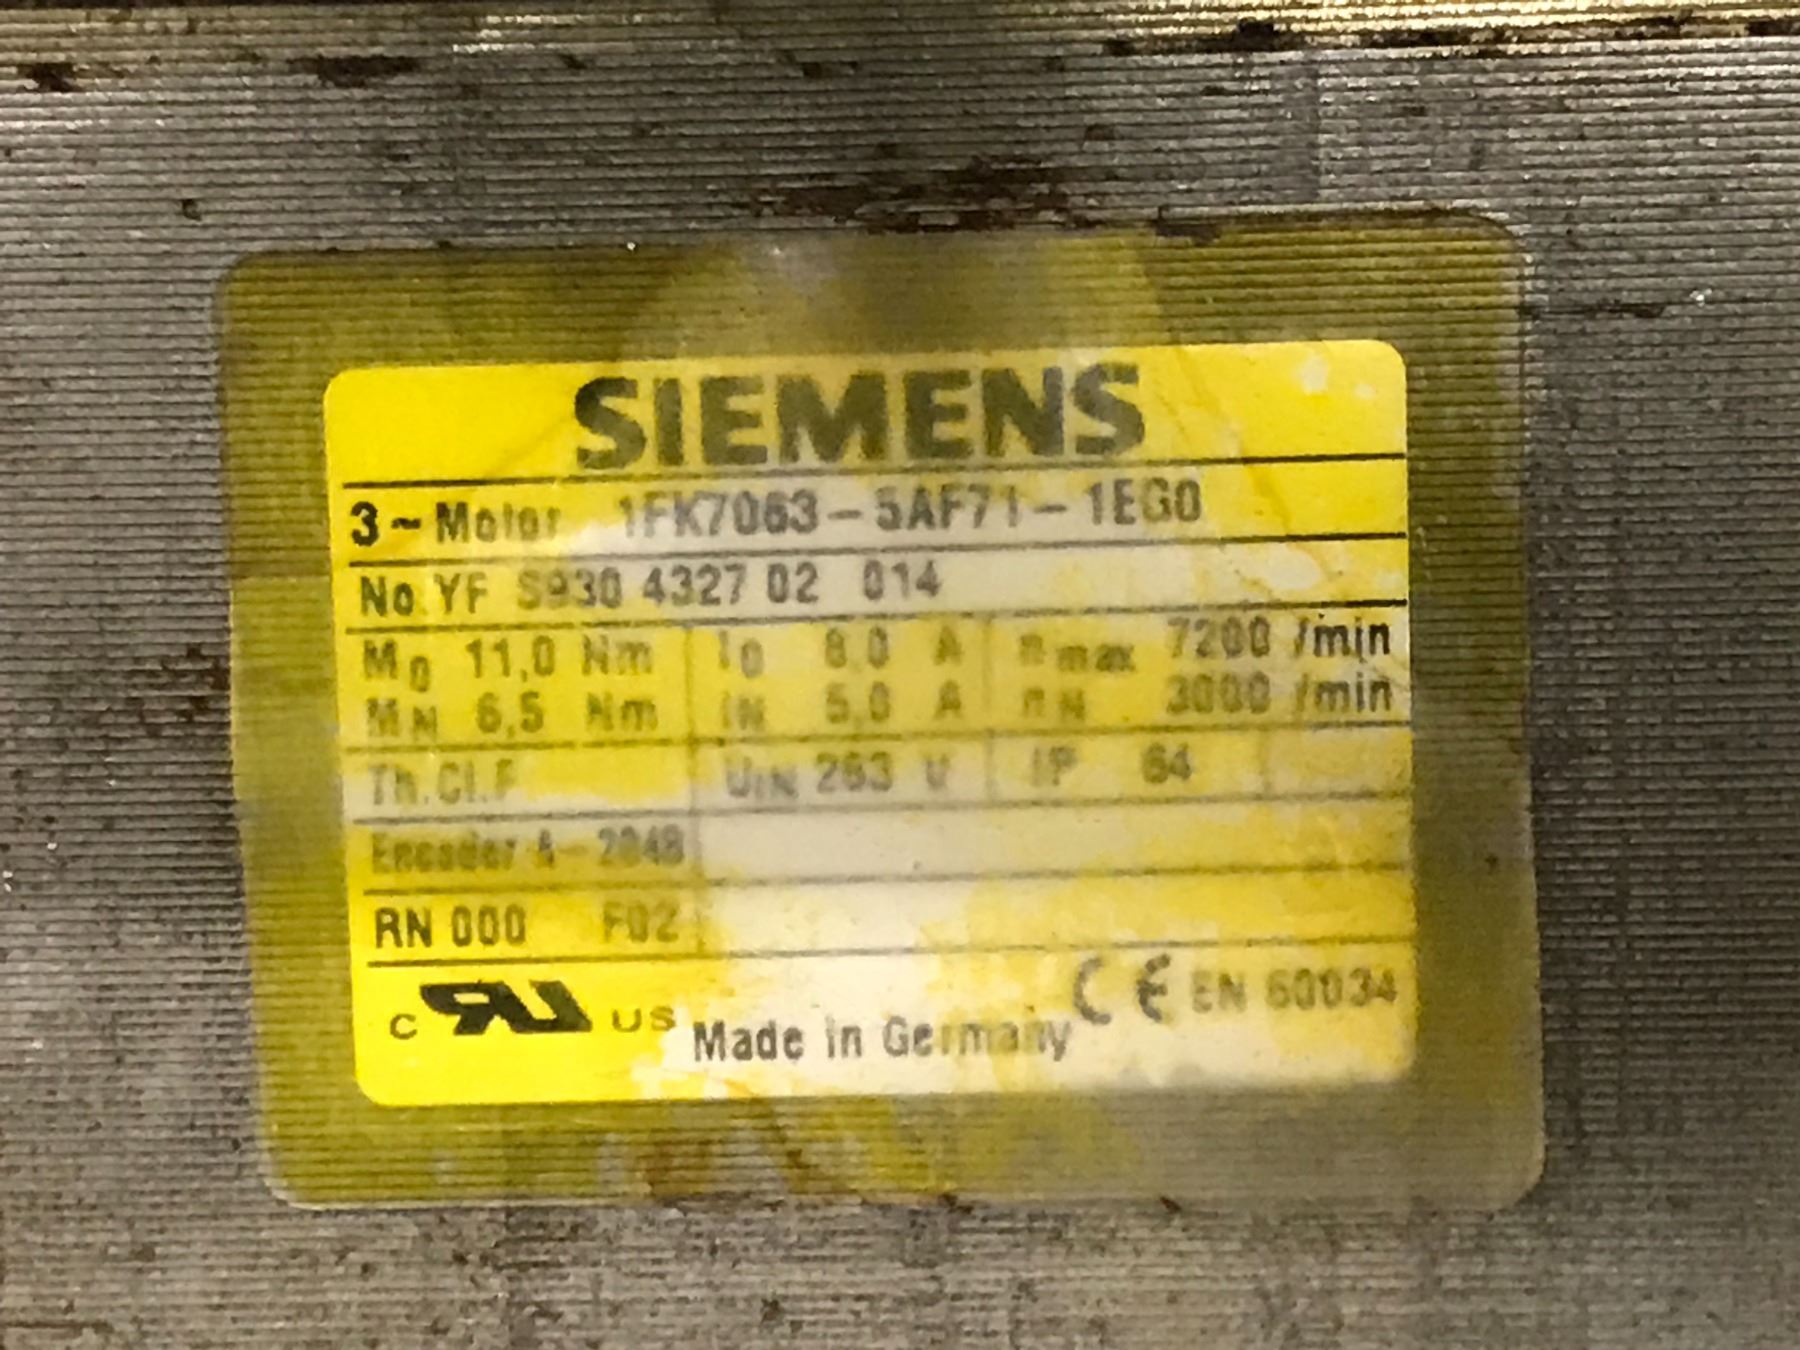 SIEMENS
3~Motor 1FK7063-5AF71-1EG0
No.YF S930 4327 02 014
M0 11,0 Nm I0 8.0 A nmax 7200 /min
MN 6,5 Nm IN 5.0 A nN 3000 /min
Th.Cl.F UIN 263 V IP 64
Encoder A-2048
RN 000 F02
C RU US Made in Germany CE EN 60034